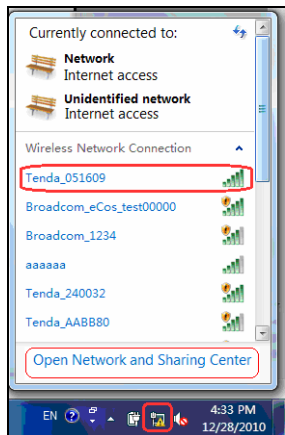 Currently connected to:
Network
Internet access
Unidentified network
Internet access
Wireless Network Connection
Tenda_051609
Broadcom_eCos_test00000
Broadcom_1234
aaaaaa
Tenda_240032
Tenda_AABB80
Open Network and Sharing Center
EN
4:33 PM
12/28/2010